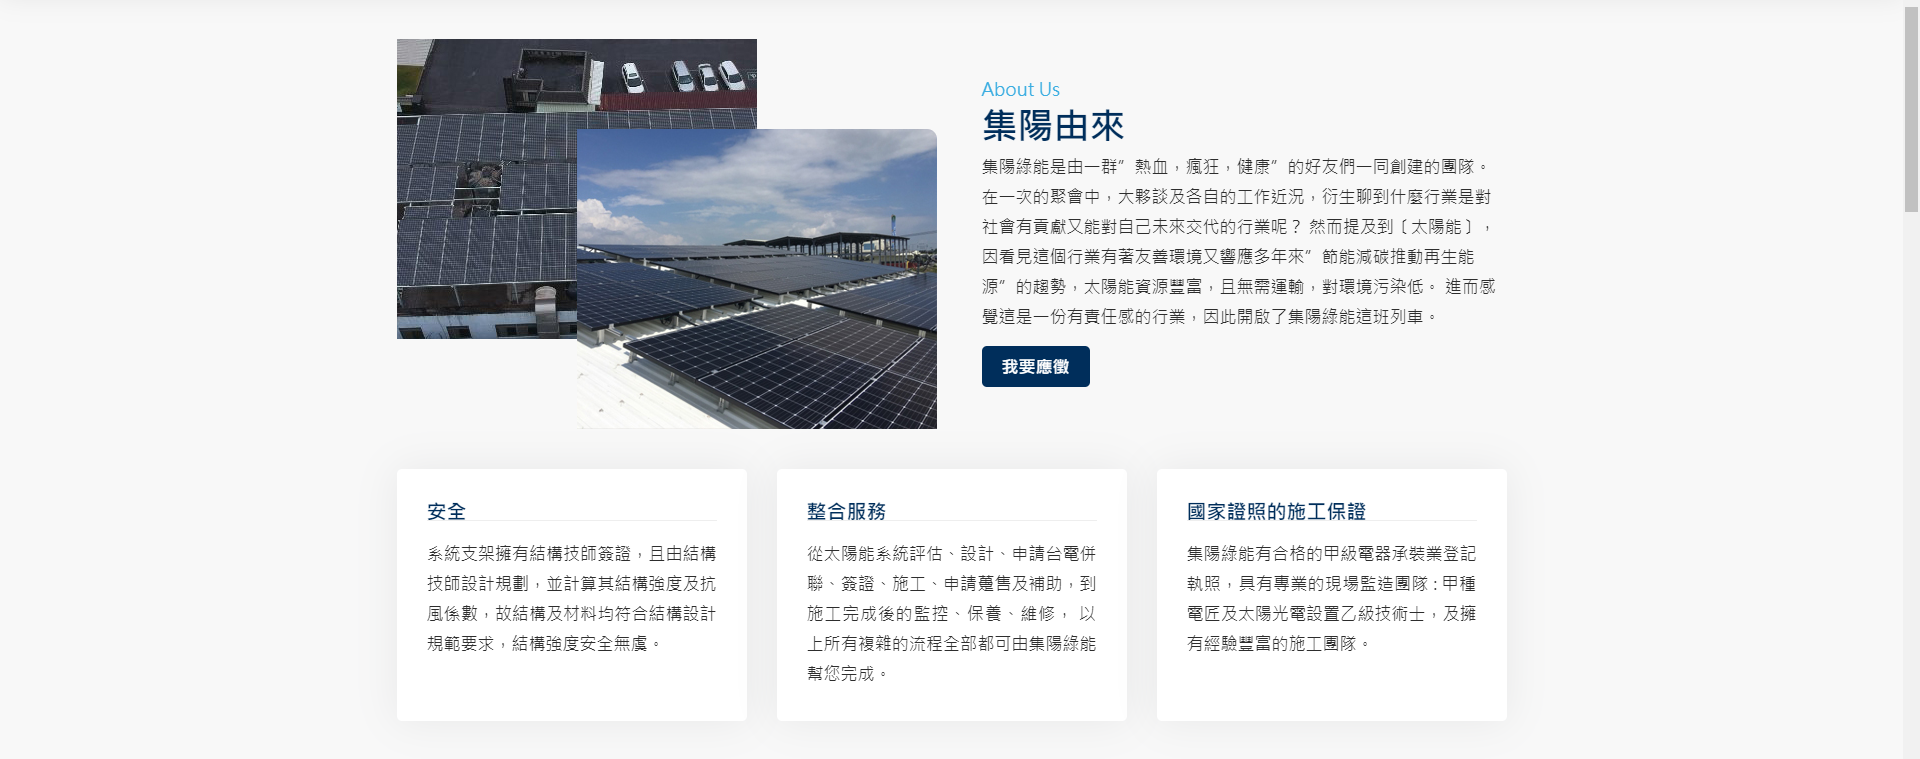 About Us
集陽由來
集陽綠能是由一群”熱血，瘋狂，健康”的好友們一同創建的團隊。
在一次的聚會中，大夥談及各自的工作近況，衍生聊到什麼行業是對
社會有貢獻又能對自己未來交代的行業呢？ 然而提及到〔太陽能〕，
因看見這個行業有著友善環境又響應多年來”節能減碳推動再生能
源”的趨勢，太陽能資源豐富，且無需運輸，對環境污染低。 進而感
覺這是一份有責任感的行業，因此開啟了集陽綠能這班列車。
我要應徵
安全
系統支架擁有結構技師簽證，且由結構
技師設計規劃，並計算其結構強度及抗
風係數，故結構及材料均符合結構設計
規範要求，結構強度安全無虞。
整合服務
從太陽能系統評估、設計、申請台電併
聯、簽證、施工、申請躉售及補助，到
施工完成後的監控、保養、維修， 以
上所有複雜的流程全部都可由集陽綠能
幫您完成。
國家證照的施工保證
集陽綠能有合格的甲級電器承裝業登記
執照，具有專業的現場監造團隊：甲種
電匠及太陽光電設置乙級技術士，及擁
有經驗豐富的施工團隊。